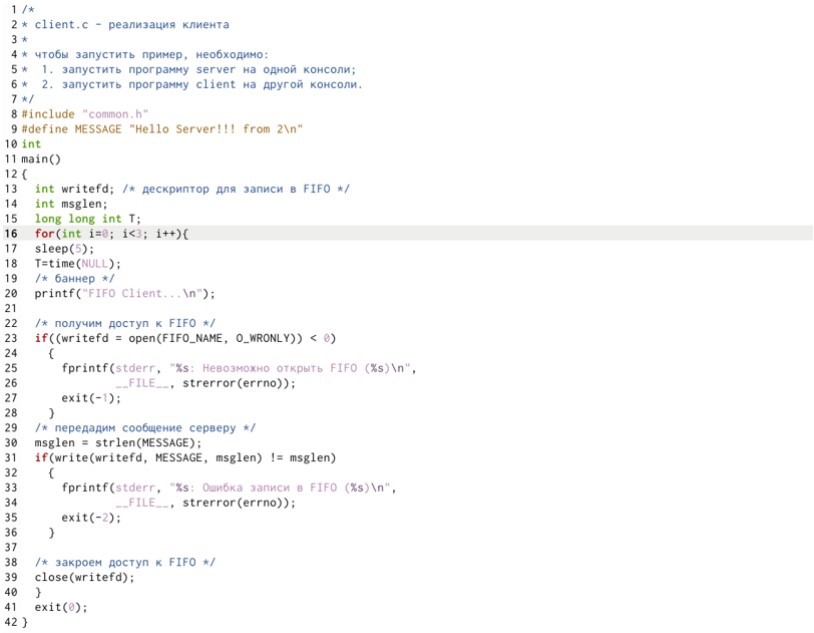 1 /*
2 * client.c - реализация клиента
3 *
4 * чтобы запустить пример, необходимо:
5 *  1. запустить программу server на одной консоли;
6 *  2. запустить программу client на другой консоли.
7 */
8 #include "common.h"
9 #define MESSAGE "Hello Server!!! from 2\n"
10 int
11 main()
12 {
13   int writefd; /* дескриптор для записи в FIFO */
14   int msglen;
15   long long int T;
16   for(int i=0; i<3; i++){
17   sleep(5);
18   T=time(NULL);
19   /* баннер */
20   printf("FIFO Client...\n");
21
22   /* получим доступ к FIFO */
23   if((writefd = open(FIFO_NAME, O_WRONLY)) < 0)
24     {
25       fprintf(stderr, "%s: Невозможно открыть FIFO (%s)\n",
26               __FILE__, strerror(errno));
27       exit(-1);
28     }
29   /* передадим сообщение серверу */
30   msglen = strlen(MESSAGE);
31   if(write(writefd, MESSAGE, msglen) != msglen)
32     {
33       fprintf(stderr, "%s: Ошибка записи в FIFO (%s)\n",
34               __FILE__, strerror(errno));
35       exit(-2);
36     }
37
38   /* закроем доступ к FIFO */
39   close(writefd);
40   }
41   exit(0);
42 }